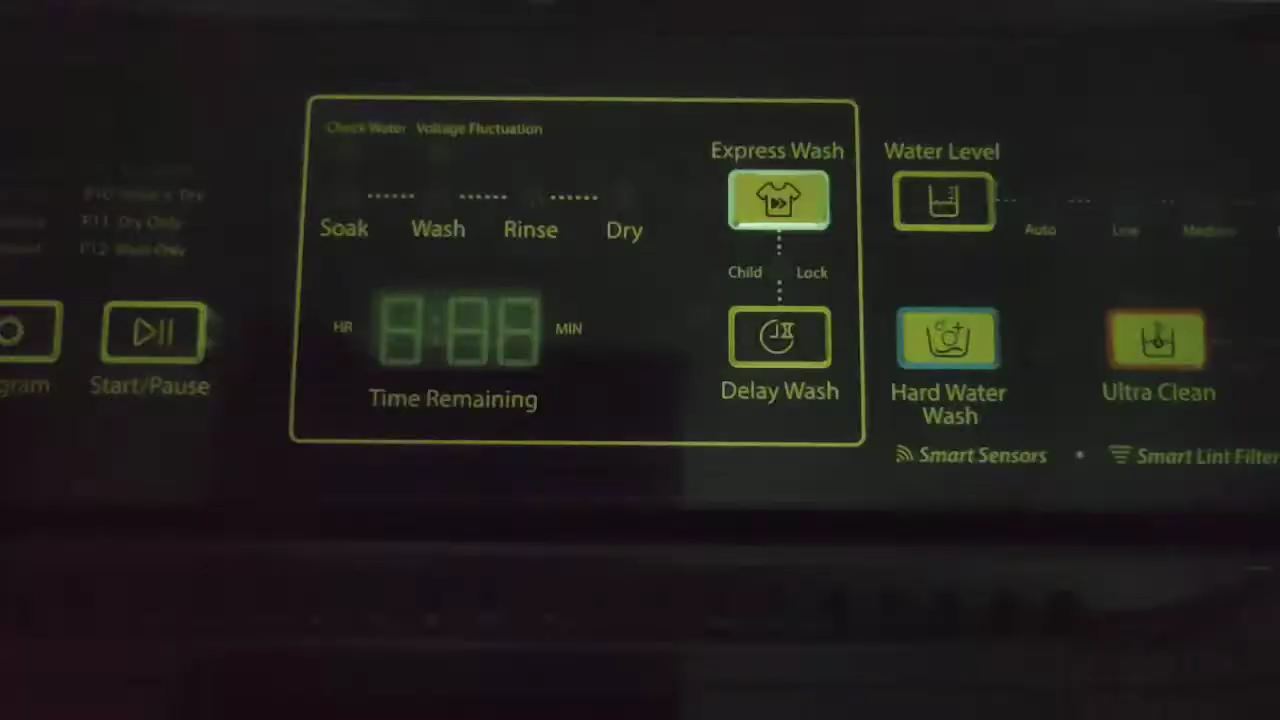 Check Water Voltage Fluctuation
Express Wash
Water Level
P11 Dry Only
P12 Wash Only
Soak Wash Rinse Dry
Auto Low Medium
Child Lock
HR
MIN
gram
Start/Pause
Time Remaining
Delay Wash
Hard Water
Wash
Ultra Clean
Smart Sensors • Smart Lint Filter